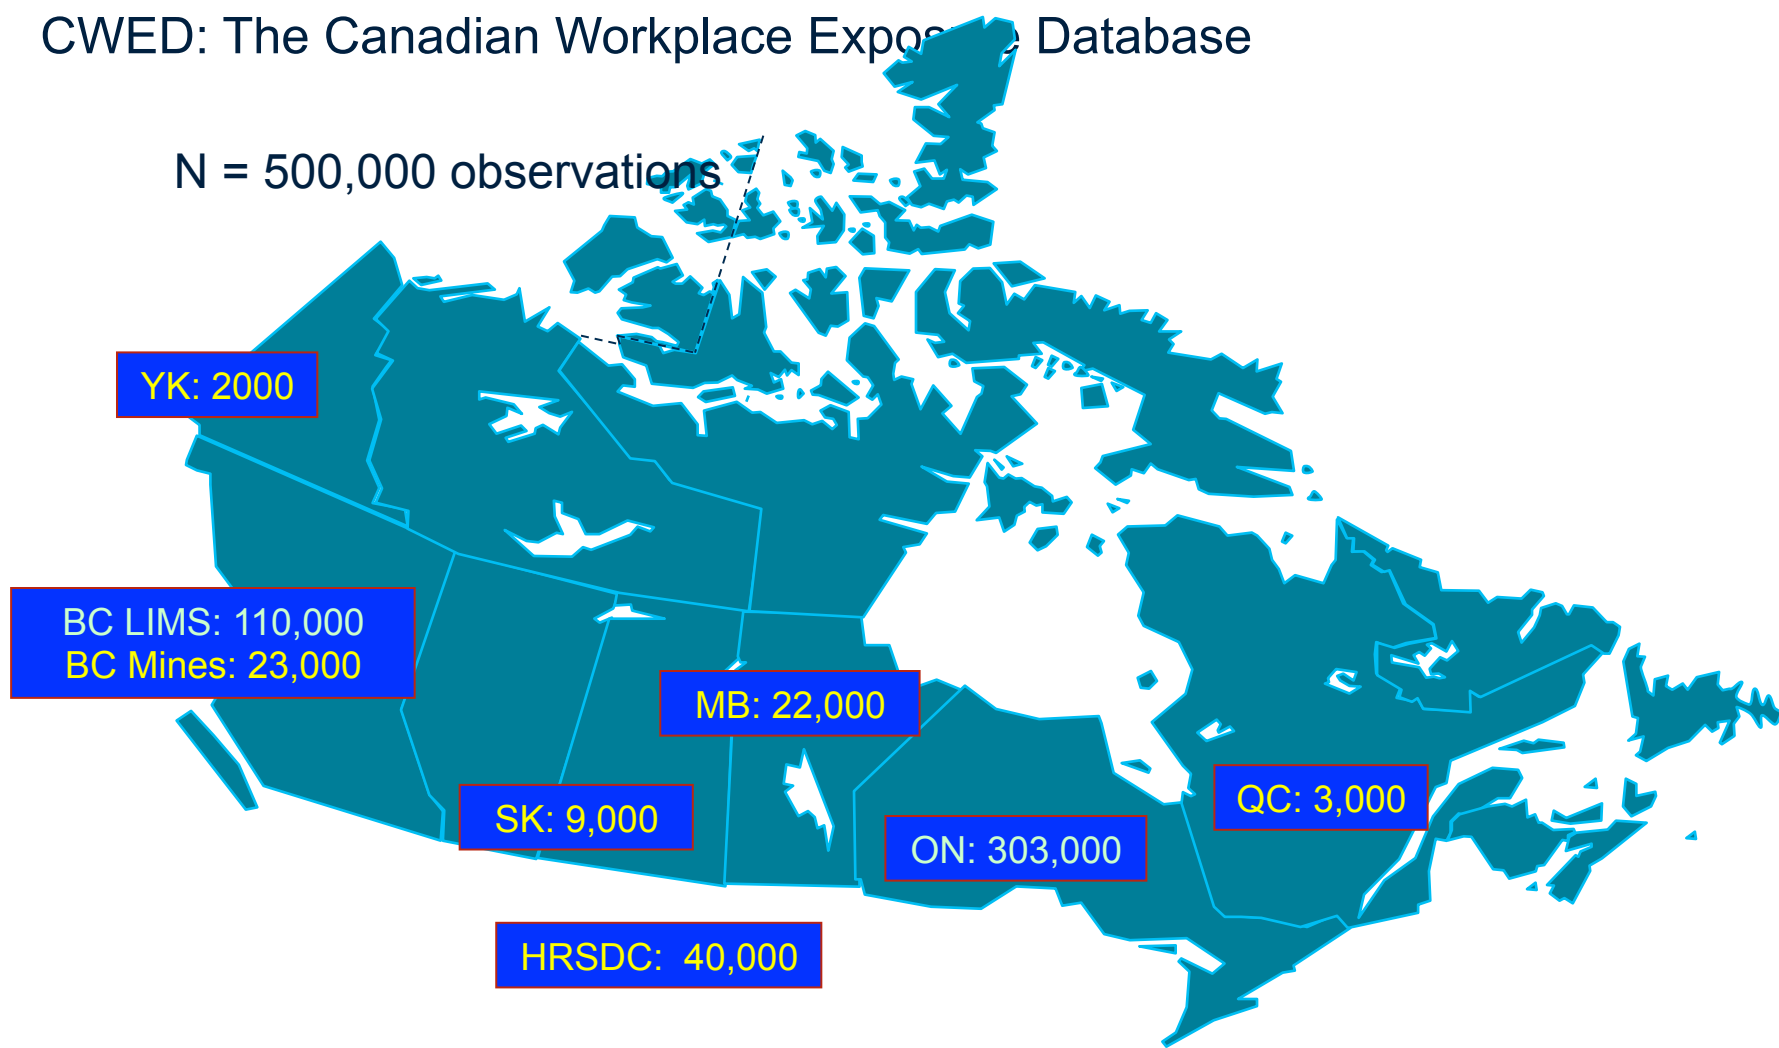 CWED: The Canadian Workplace Exposure Database
N = 500,000 observations
YK: 2000
BC LIMS: 110,000
BC Mines: 23,000
MB: 22,000
SK: 9,000
QC: 3,000
ON: 303,000
HRSDC:  40,000